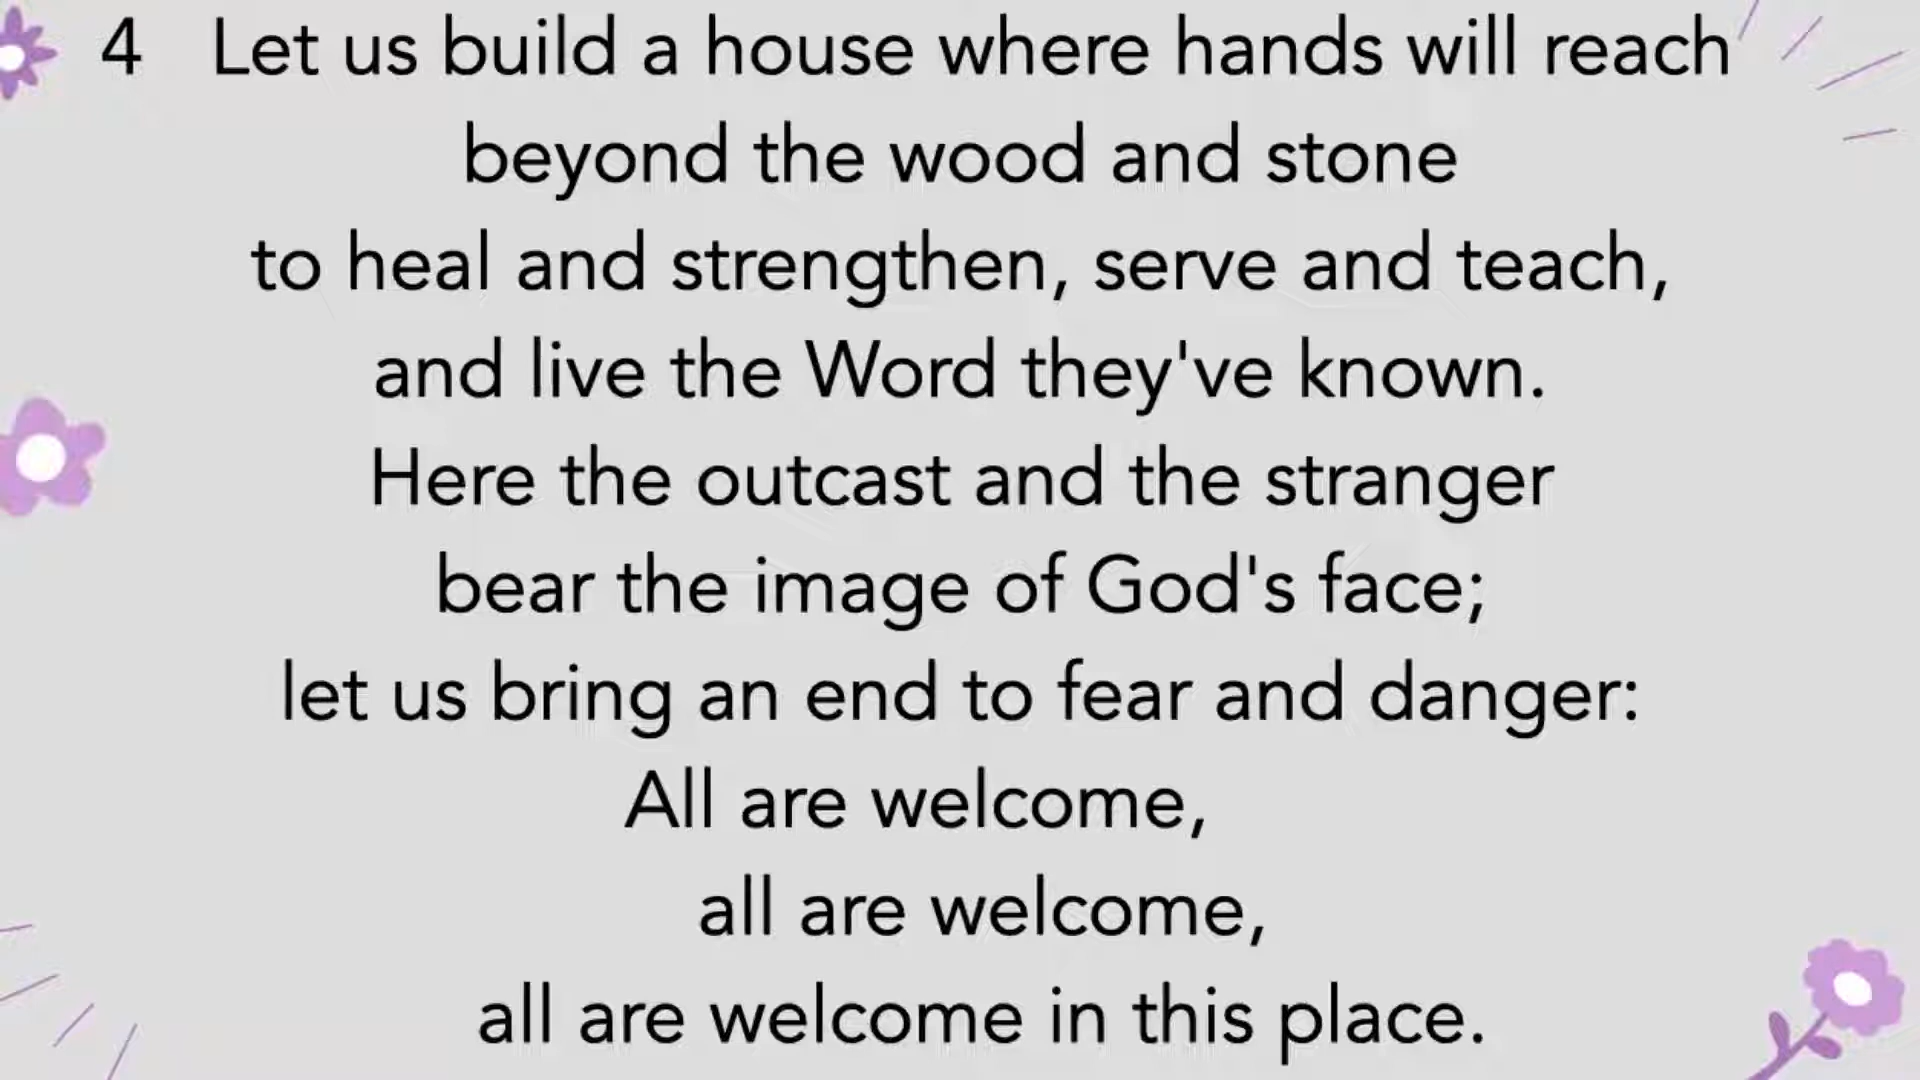 4 Let us build a house where hands will reach
beyond the wood and stone
to heal and strengthen, serve and teach,
and live the Word they've known.
Here the outcast and the stranger
bear the image of God's face;
let us bring an end to fear and danger:
All are welcome,
all are welcome,
all are welcome in this place.